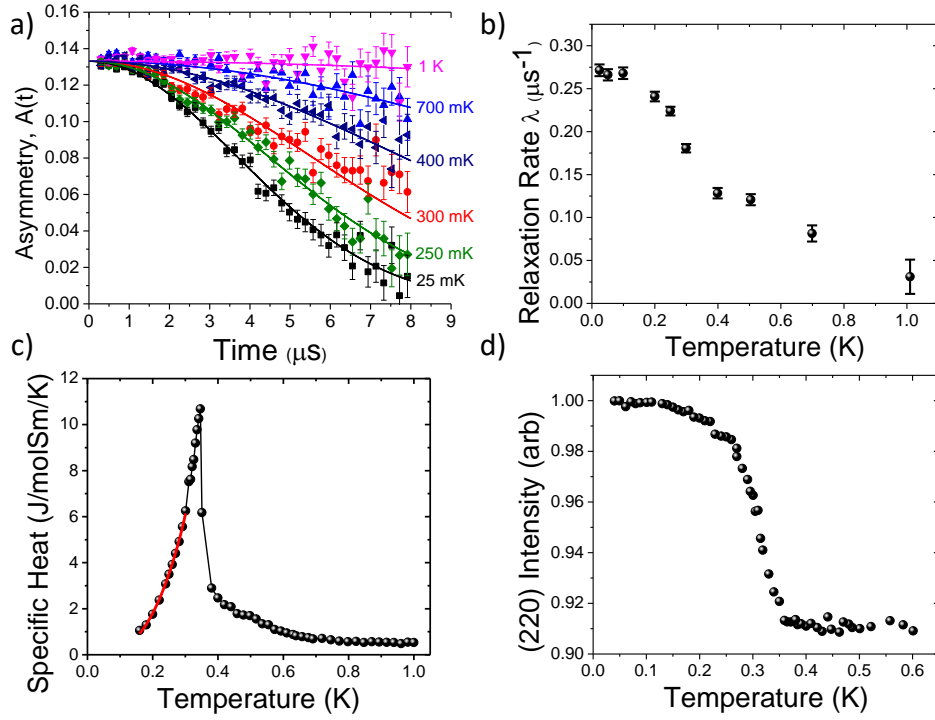 a)
Asymmetry, A(t)
0.16
0.14
0.12
0.10
0.08
0.06
0.04
0.02
0.00
1 K
700 mK
400 mK
300 mK
250 mK
25 mK
0 1 2 3 4 5 6 7 8 9
Time (μs)
b)
Relaxation Rate λ (μs⁻¹)
0.30
0.25
0.20
0.15
0.10
0.05
0.00
0.0 0.2 0.4 0.6 0.8 1.0
Temperature (K)
c)
Specific Heat (J/molSm/K)
12
10
8
6
4
2
0
0.2 0.4 0.6 0.8 1.0
Temperature (K)
d)
(220) Intensity (arb)
1.00
0.98
0.96
0.94
0.92
0.90
0.0 0.1 0.2 0.3 0.4 0.5 0.6
Temperature (K)